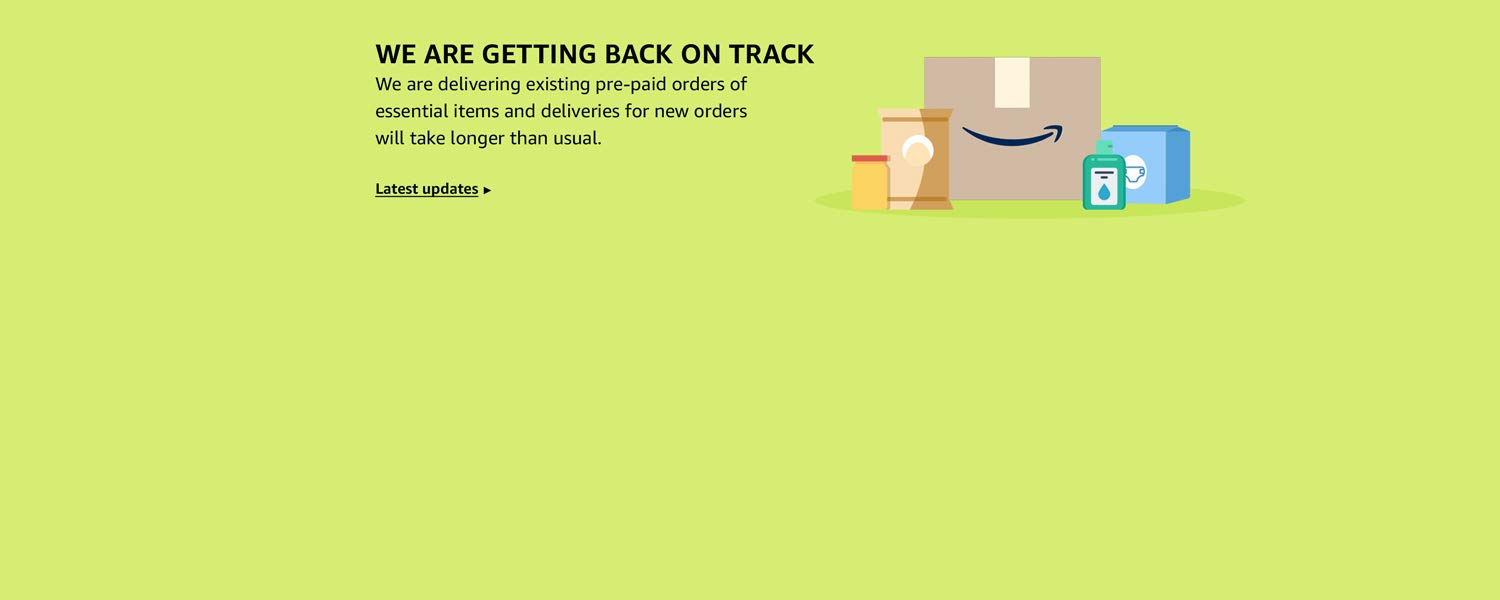 WE ARE GETTING BACK ON TRACK
We are delivering existing pre-paid orders of
essential items and deliveries for new orders
will take longer than usual.
Latest updates ▸